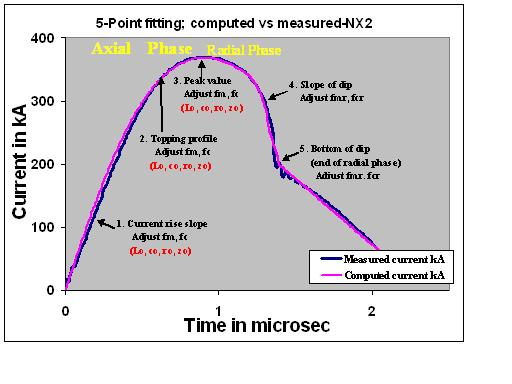 5-Point fitting; computed vs measured-NX2
Axial Phase Radial Phase
Current in kA
400
300
200
100
0
3. Peak value
Adjust fm, fc
(Lo, co, ro, zo)
4. Slope of dip
Adjust fmr, fcr
2. Topping profile
Adjust fm, fc
(Lo, co, ro, zo)
5. Bottom of dip
(end of radial phase)
Adjust fmr. fcr
1. Current rise slope
Adjust fm, fc
(Lo, co, ro, zo)
Measured current kA
Computed current kA
0
1
2
Time in microsec